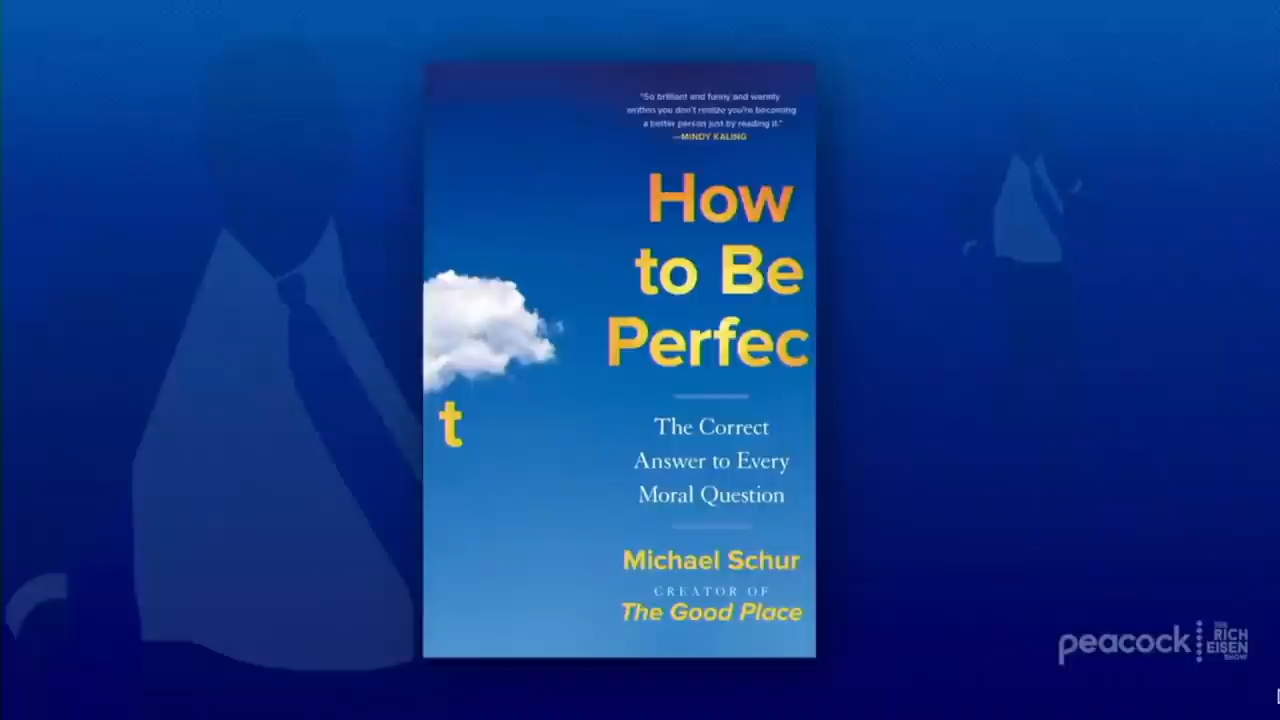 "So brilliant and funny and warmly
written you don't realize you're becoming
a better person just by reading it."
—MINDY KALING
How
to Be
Perfec
t
The Correct
Answer to Every
Moral Question
Michael Schur
CREATOR OF
The Good Place
peacock
THE
RICH
EISEN
SHOW